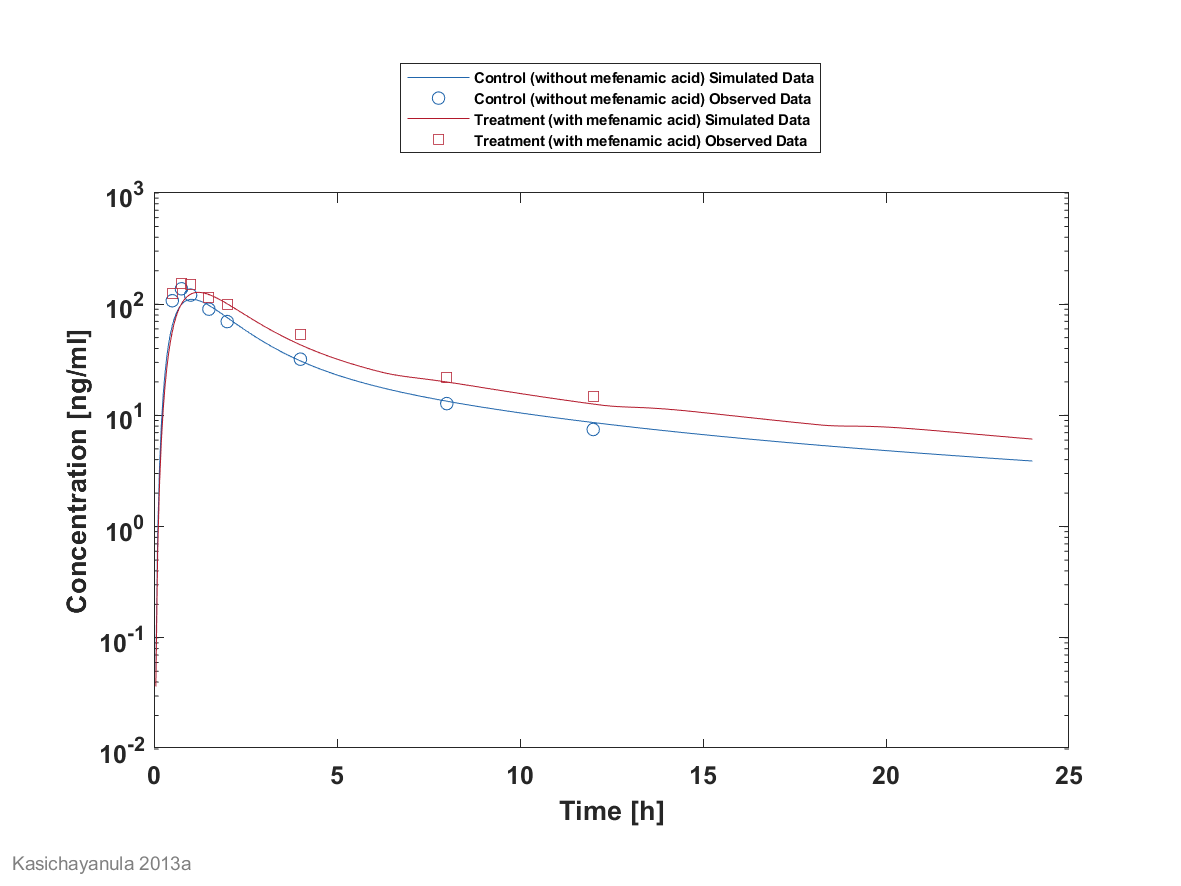 Control (without mefenamic acid) Simulated Data
Control (without mefenamic acid) Observed Data
Treatment (with mefenamic acid) Simulated Data
Treatment (with mefenamic acid) Observed Data
10^3
10^2
10^1
10^0
10^-1
10^-2
Concentration [ng/ml]
0 5 10 15 20 25
Time [h]
Kasichayanula 2013a